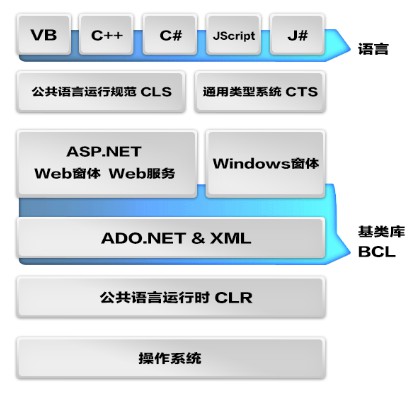 VB C++ C# JScript J#
语言
公共语言运行规范 CLS 通用类型系统 CTS
ASP.NET
Web窗体 Web服务
Windows窗体
ADO.NET & XML
基类库
BCL
公共语言运行时 CLR
操作系统